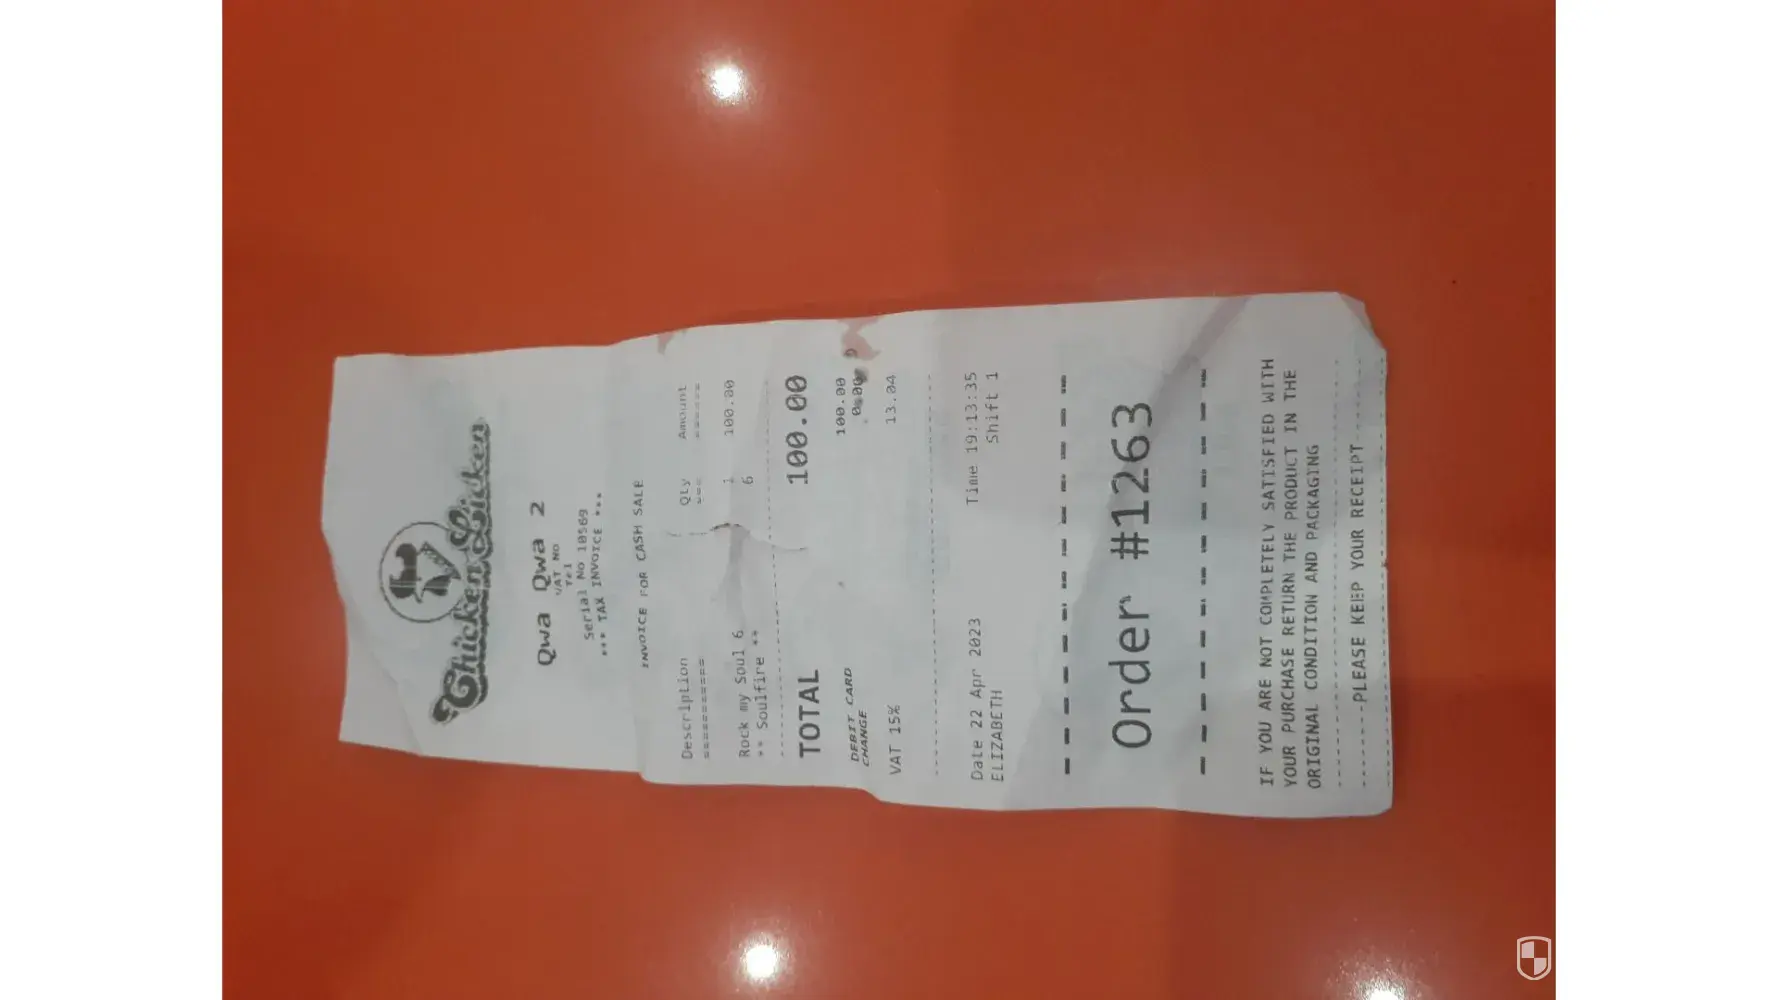 Chicken Licken
Qwa Qwa 2
VAT NO
Tel
Serial No 10569
** TAX INVOICE **
INVOICE FOR CASH SALE
Description Qty Amount
=========== === ======
Rock my Soul 6 1 100.00
** Soulfire ** 6
TOTAL 100.00
DEBIT CARD 100.00
CHANGE 0.00
VAT 15% 13.04
Date 22 Apr 2023 Time 19:13:35
ELIZABETH Shift 1
Order #1263
IF YOU ARE NOT COMPLETELY SATISFIED WITH
YOUR PURCHASE RETURN THE PRODUCT IN THE
ORIGINAL CONDITION AND PACKAGING
-----PLEASE KEEP YOUR RECEIPT-----